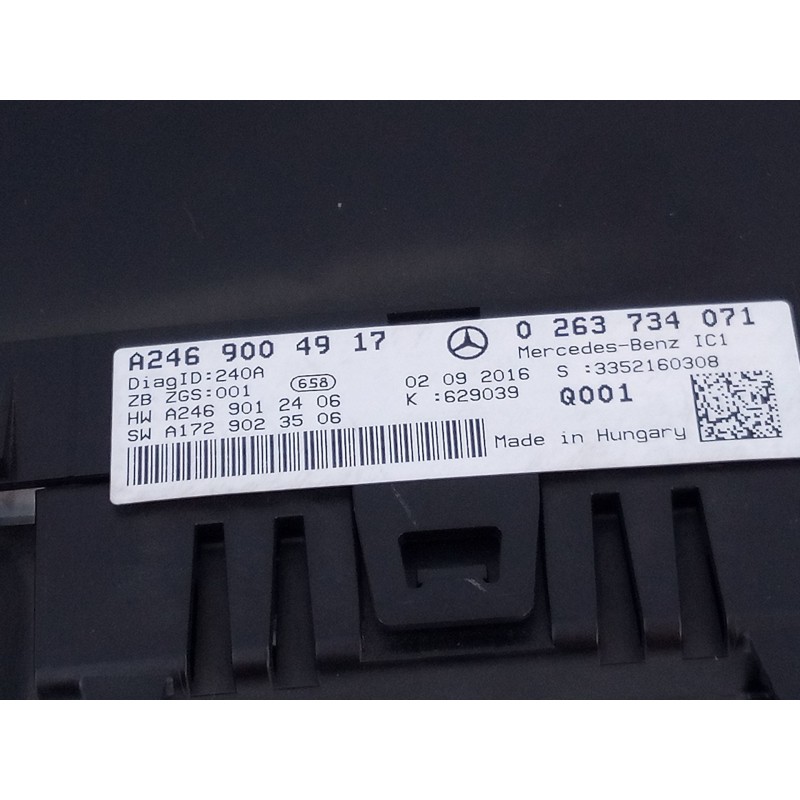 A246 900 49 17 0 263 734 071
DiagID:240A Mercedes-Benz IC1
ZB ZGS:001 658 02 09 2016 S :3352160308
HW A246 901 24 06 K :629039 Q001
SW A172 902 35 06
Made in Hungary